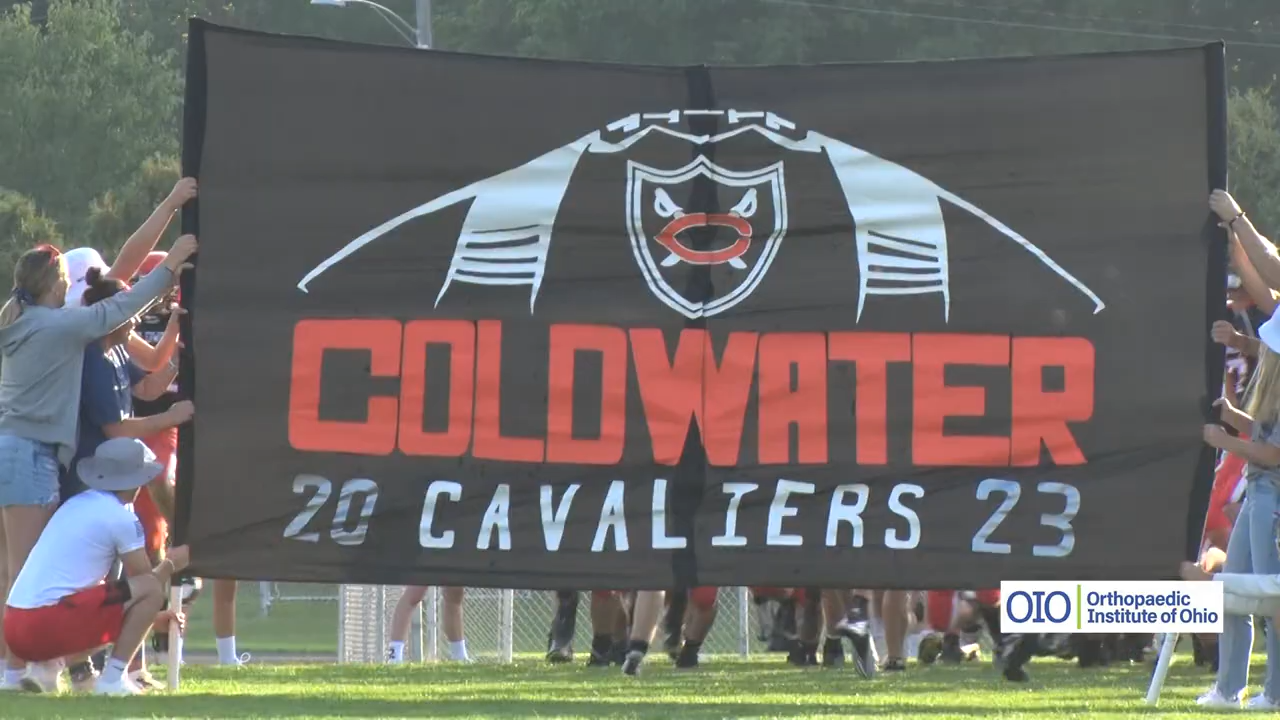 C
COLDWATER
20 CAVALIERS 23
OIO Orthopaedic
Institute of Ohio